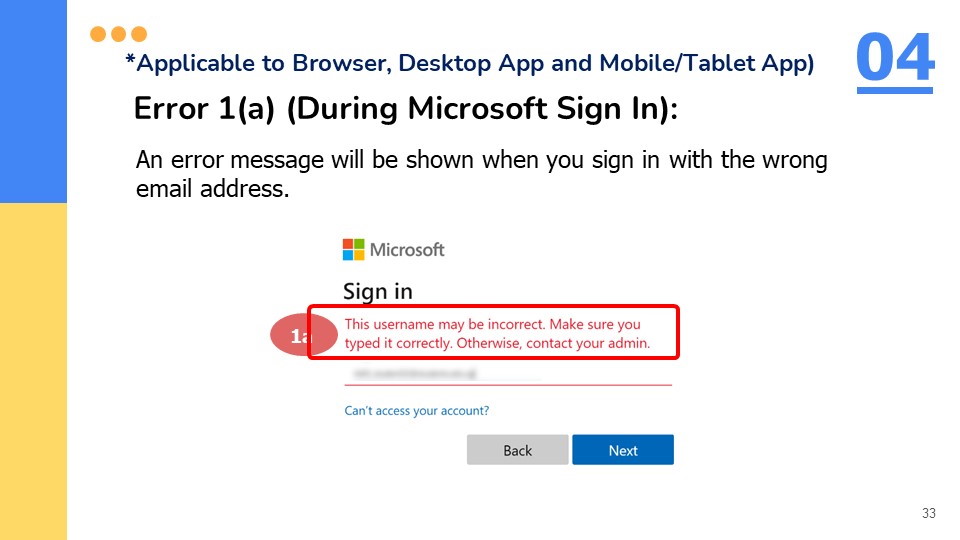 *Applicable to Browser, Desktop App and Mobile/Tablet App)
04
Error 1(a) (During Microsoft Sign In):
An error message will be shown when you sign in with the wrong
email address.
Microsoft
Sign in
1a
This username may be incorrect. Make sure you
typed it correctly. Otherwise, contact your admin.
Can't access your account?
Back
Next
33